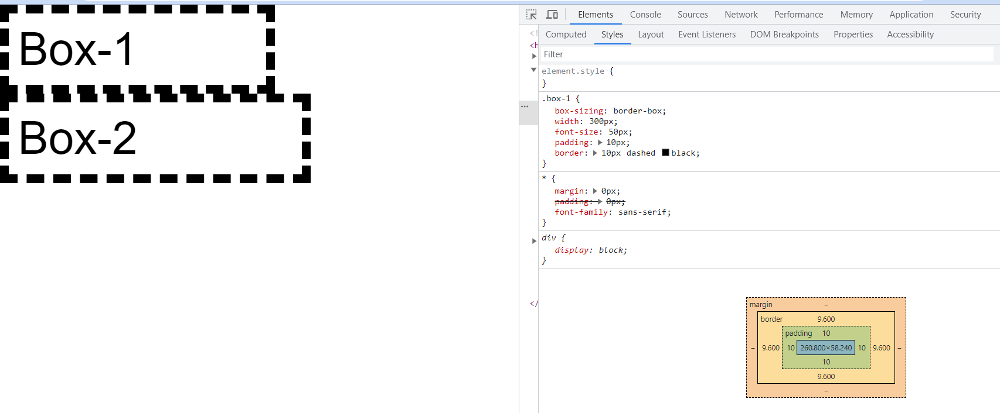 Box-1
Box-2
Elements Console Sources Network Performance Memory Application Security
<!
<h
Computed Styles Layout Event Listeners DOM Breakpoints Properties Accessibility
Filter
element.style {
}
.box-1 {
box-sizing: border-box;
width: 300px;
font-size: 50px;
padding: 10px;
border: 10px dashed black;
}
* {
margin: 0px;
padding: 0px;
font-family: sans-serif;
}
div {
display: block;
}
</
margin –
border 9.600
padding 10
– 9.600 10 260.800×58.240 10 9.600 –
10
9.600
–